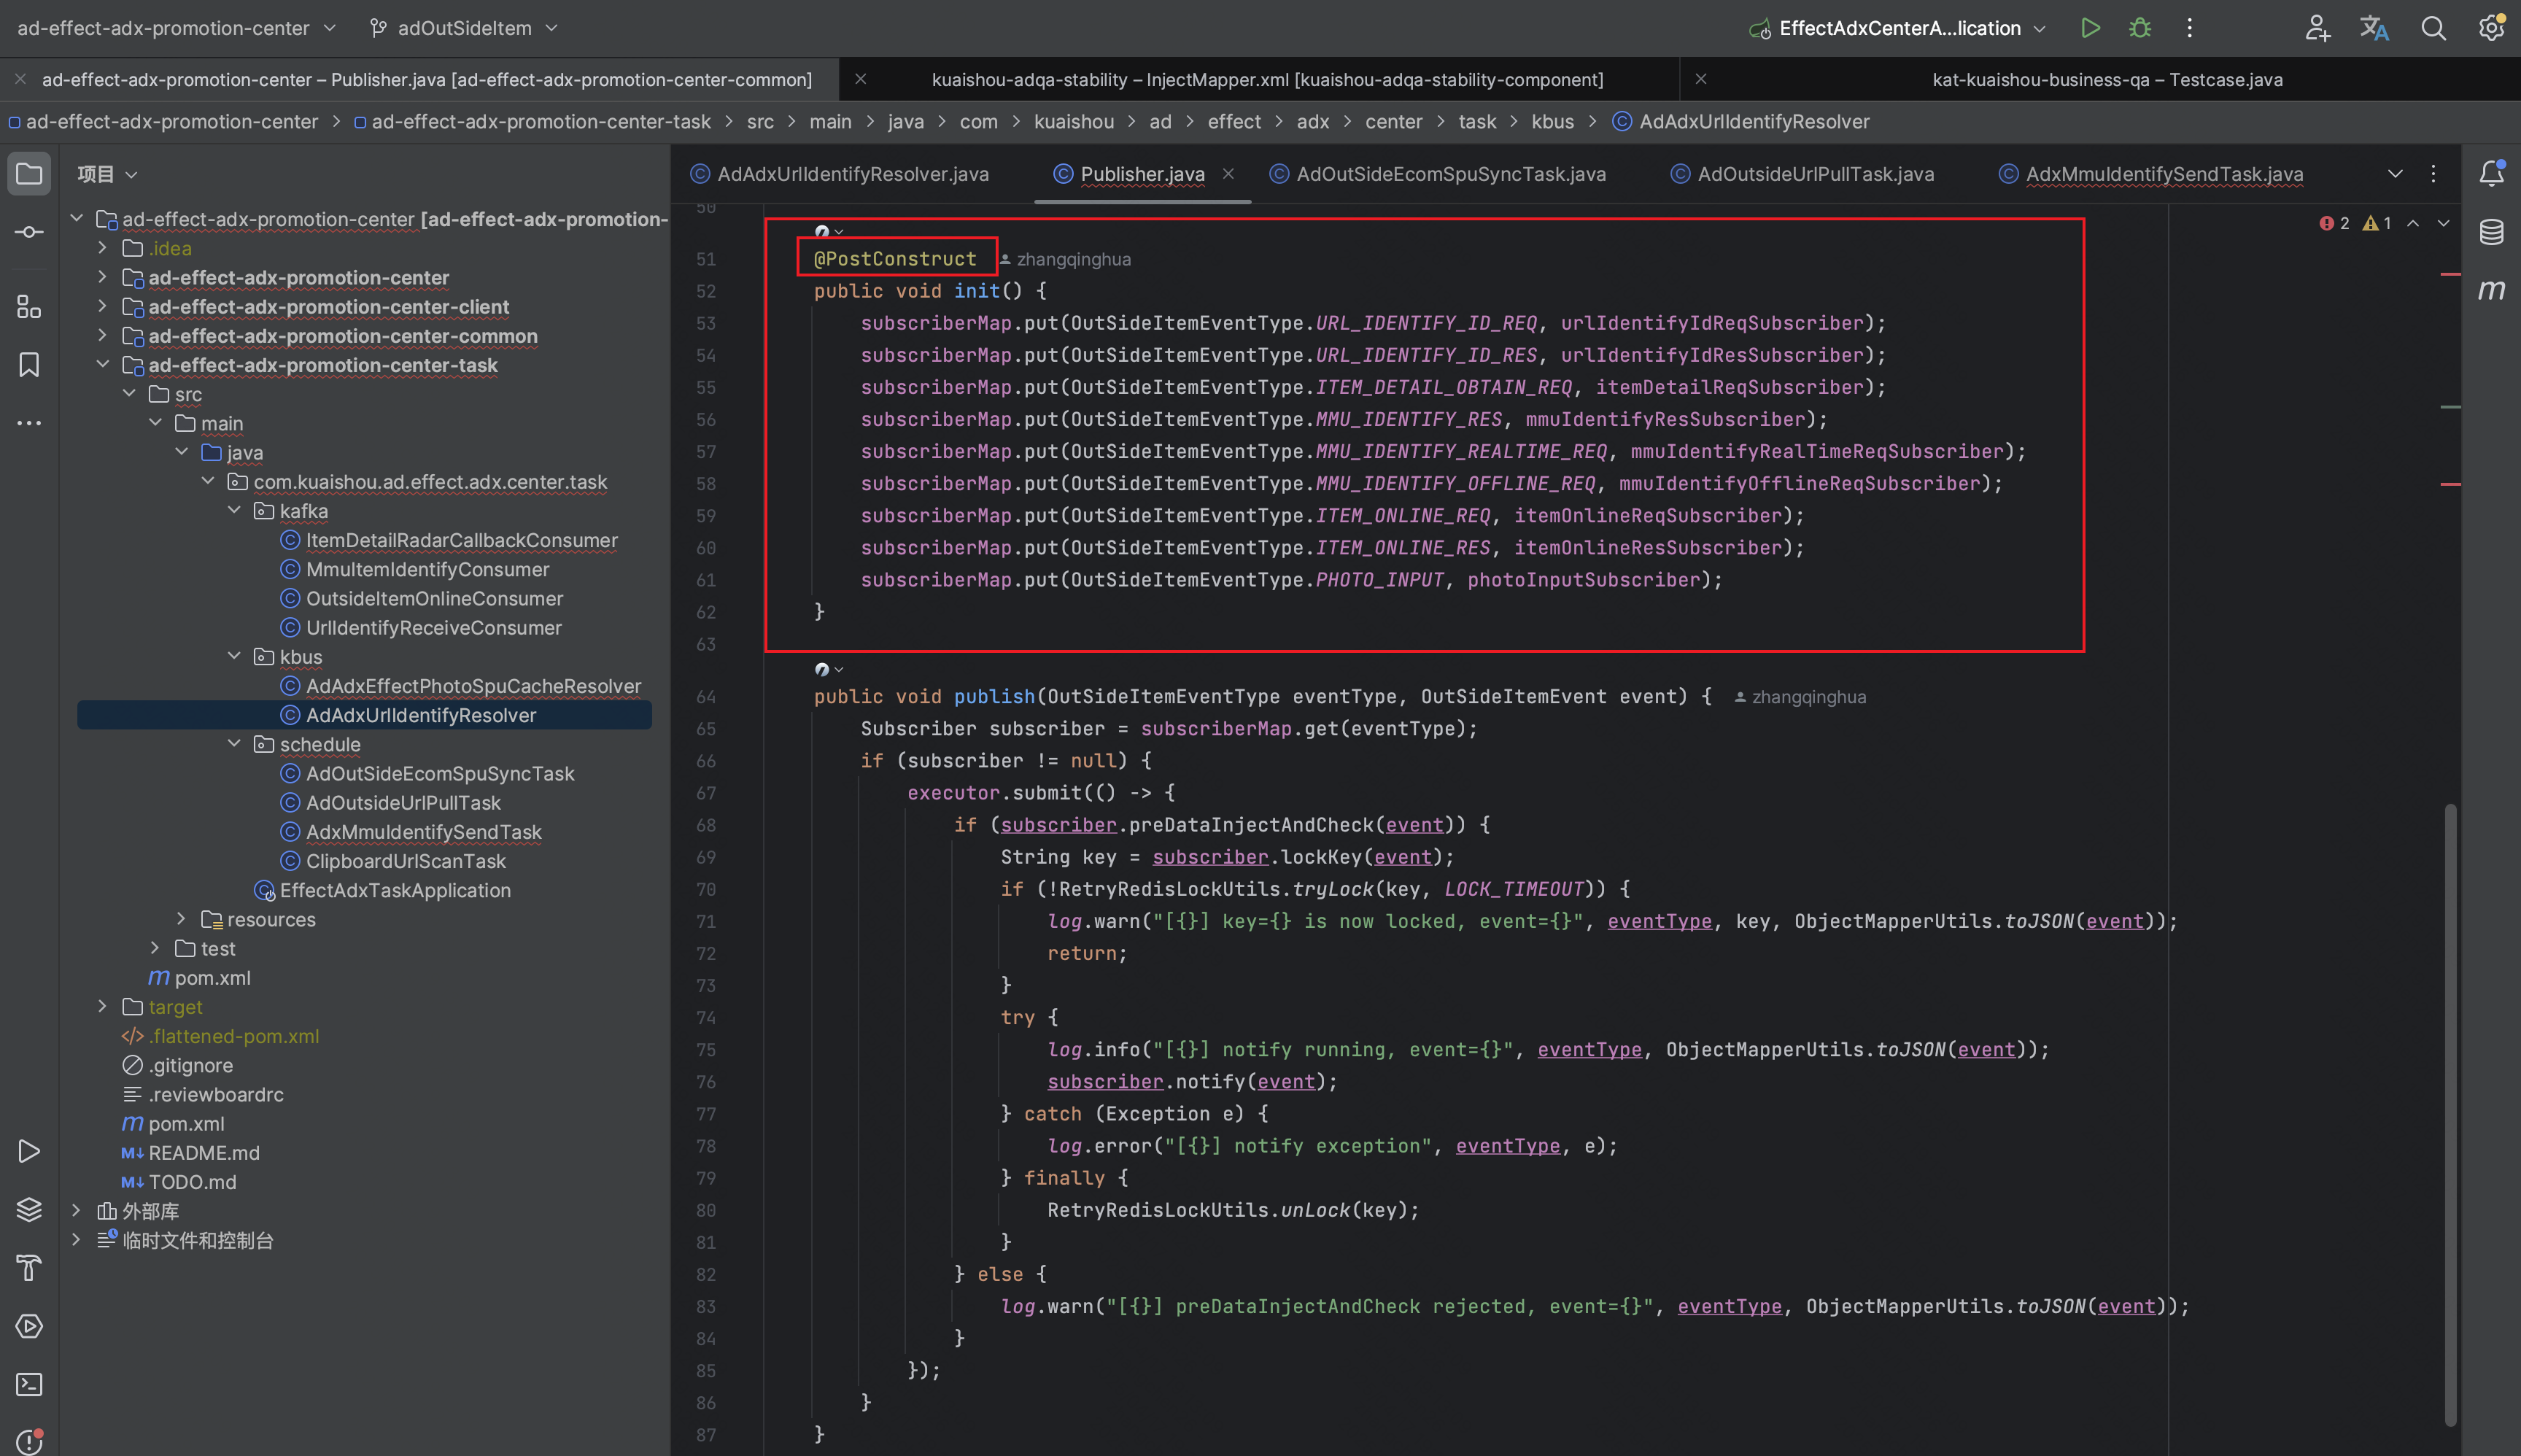 ad-effect-adx-promotion-center
adOutSideItem
EffectAdxCenterA...lication
ad-effect-adx-promotion-center – Publisher.java [ad-effect-adx-promotion-center-common]
kuaishou-adqa-stability – InjectMapper.xml [kuaishou-adqa-stability-component]
kat-kuaishou-business-qa – Testcase.java
ad-effect-adx-promotion-center > ad-effect-adx-promotion-center-task > src > main > java > com > kuaishou > ad > effect > adx > center > task > kbus > AdAdxUrlIdentifyResolver
项目
AdAdxUrlIdentifyResolver.java
Publisher.java
AdOutSideEcomSpuSyncTask.java
AdOutsideUrlPullTask.java
AdxMmuIdentifySendTask.java
2 1
ad-effect-adx-promotion-center [ad-effect-adx-promotion-
.idea
ad-effect-adx-promotion-center
ad-effect-adx-promotion-center-client
ad-effect-adx-promotion-center-common
ad-effect-adx-promotion-center-task
src
main
java
com.kuaishou.ad.effect.adx.center.task
kafka
ItemDetailRadarCallbackConsumer
MmuItemIdentifyConsumer
OutsideItemOnlineConsumer
UrlIdentifyReceiveConsumer
kbus
AdAdxEffectPhotoSpuCacheResolver
AdAdxUrlIdentifyResolver
schedule
AdOutSideEcomSpuSyncTask
AdOutsideUrlPullTask
AdxMmuIdentifySendTask
ClipboardUrlScanTask
EffectAdxTaskApplication
resources
test
pom.xml
target
.flattened-pom.xml
.gitignore
.reviewboardrc
pom.xml
README.md
TODO.md
外部库
临时文件和控制台
50
51 @PostConstruct zhangqinghua
52 public void init() {
53 subscriberMap.put(OutSideItemEventType.URL_IDENTIFY_ID_REQ, urlIdentifyIdReqSubscriber);
54 subscriberMap.put(OutSideItemEventType.URL_IDENTIFY_ID_RES, urlIdentifyIdResSubscriber);
55 subscriberMap.put(OutSideItemEventType.ITEM_DETAIL_OBTAIN_REQ, itemDetailReqSubscriber);
56 subscriberMap.put(OutSideItemEventType.MMU_IDENTIFY_RES, mmuIdentifyResSubscriber);
57 subscriberMap.put(OutSideItemEventType.MMU_IDENTIFY_REALTIME_REQ, mmuIdentifyRealTimeReqSubscriber);
58 subscriberMap.put(OutSideItemEventType.MMU_IDENTIFY_OFFLINE_REQ, mmuIdentifyOfflineReqSubscriber);
59 subscriberMap.put(OutSideItemEventType.ITEM_ONLINE_REQ, itemOnlineReqSubscriber);
60 subscriberMap.put(OutSideItemEventType.ITEM_ONLINE_RES, itemOnlineResSubscriber);
61 subscriberMap.put(OutSideItemEventType.PHOTO_INPUT, photoInputSubscriber);
62 }
63
64 public void publish(OutSideItemEventType eventType, OutSideItemEvent event) { zhangqinghua
65 Subscriber subscriber = subscriberMap.get(eventType);
66 if (subscriber != null) {
67 executor.submit(() -> {
68 if (subscriber.preDataInjectAndCheck(event)) {
69 String key = subscriber.lockKey(event);
70 if (!RetryRedisLockUtils.tryLock(key, LOCK_TIMEOUT)) {
71 log.warn("[{}] key={} is now locked, event={}", eventType, key, ObjectMapperUtils.toJSON(event));
72 return;
73 }
74 try {
75 log.info("[{}] notify running, event={}", eventType, ObjectMapperUtils.toJSON(event));
76 subscriber.notify(event);
77 } catch (Exception e) {
78 log.error("[{}] notify exception", eventType, e);
79 } finally {
80 RetryRedisLockUtils.unLock(key);
81 }
82 } else {
83 log.warn("[{}] preDataInjectAndCheck rejected, event={}", eventType, ObjectMapperUtils.toJSON(event));
84 }
85 });
86 }
87 }